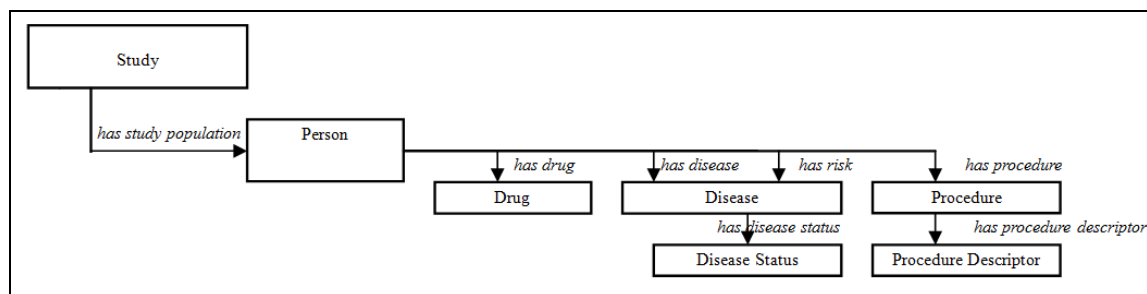 Study
has study population
Person
has drug
has disease
has risk
has procedure
Drug
Disease
Procedure
has disease status
has procedure descriptor
Disease Status
Procedure Descriptor